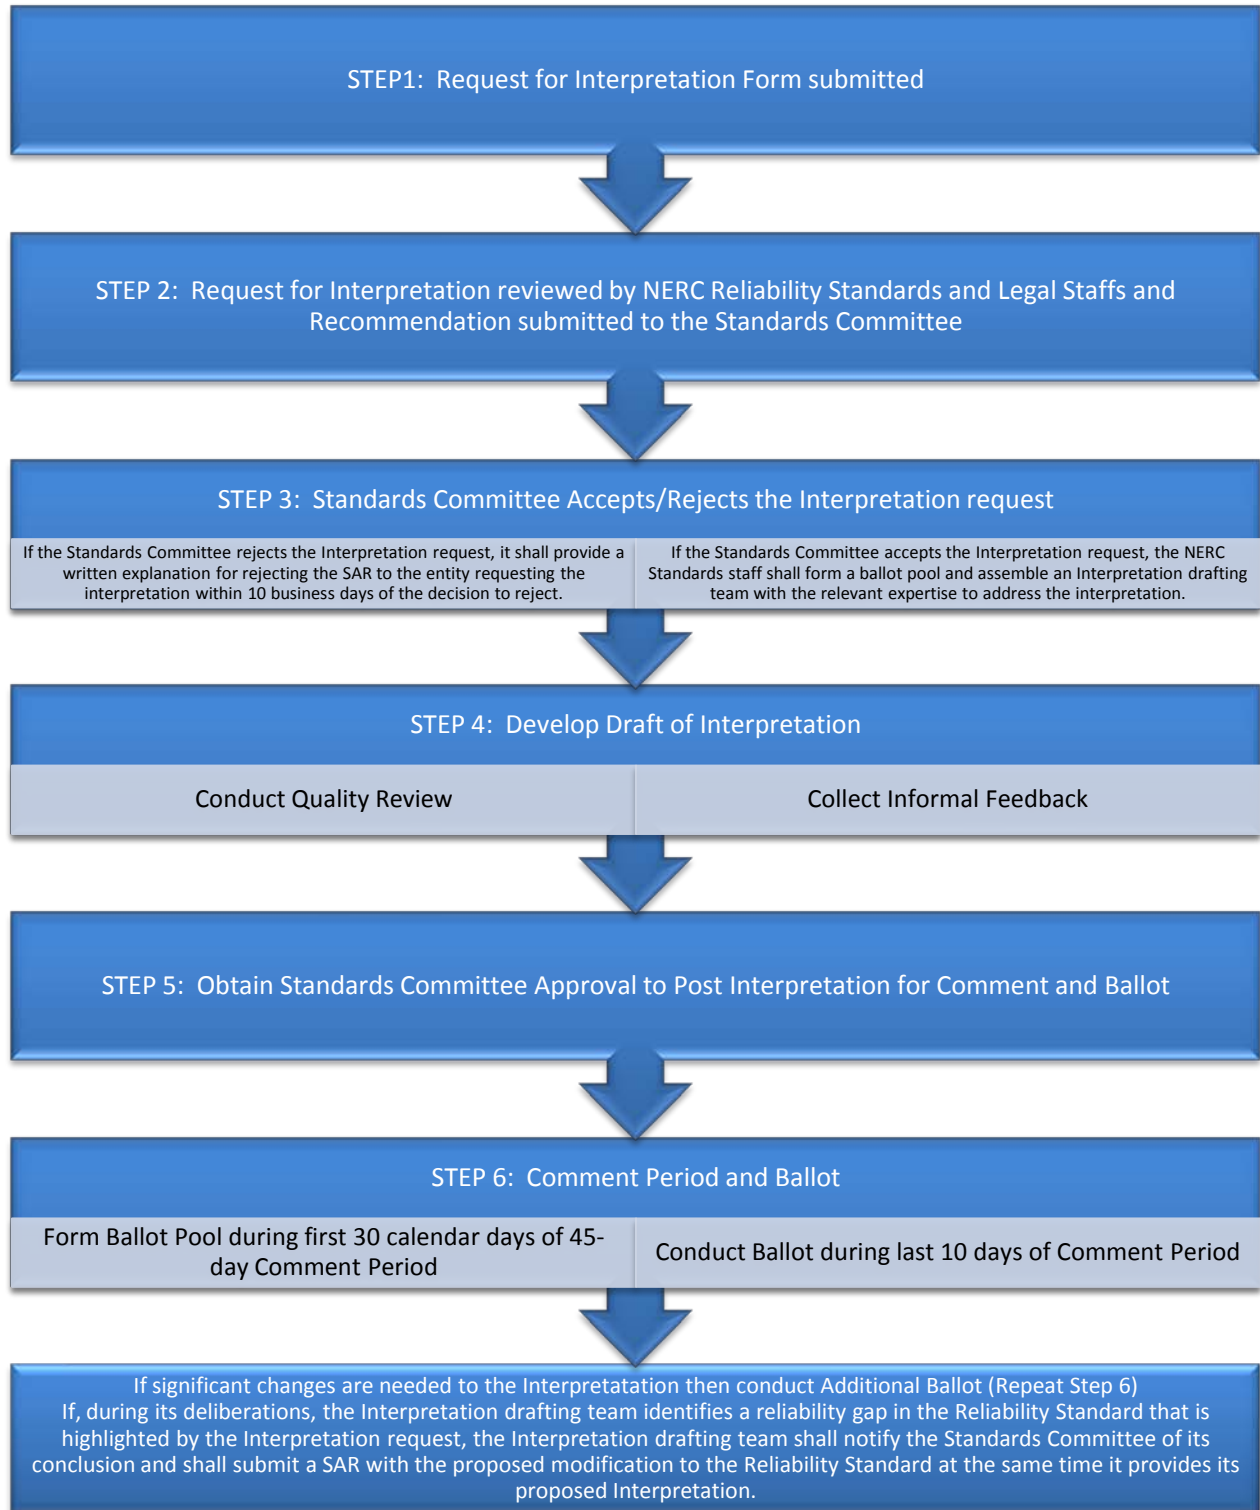 STEP1:  Request for Interpretation Form submitted
STEP 2:  Request for Interpretation reviewed by NERC Reliability Standards and Legal Staffs and
Recommendation submitted to the Standards Committee
STEP 3:  Standards Committee Accepts/Rejects the Interpretation request
If the Standards Committee rejects the Interpretation request, it shall provide a
written explanation for rejecting the SAR to the entity requesting the
interpretation within 10 business days of the decision to reject.
If the Standards Committee accepts the Interpretation request, the NERC
Standards staff shall form a ballot pool and assemble an Interpretation drafting
team with the relevant expertise to address the interpretation.
STEP 4:  Develop Draft of Interpretation
Conduct Quality Review
Collect Informal Feedback
STEP 5:  Obtain Standards Committee Approval to Post Interpretation for Comment and Ballot
STEP 6:  Comment Period and Ballot
Form Ballot Pool during first 30 calendar days of 45-
day Comment Period
Conduct Ballot during last 10 days of Comment Period
If significant changes are needed to the Interpretatation then conduct Additional Ballot (Repeat Step 6)
If, during its deliberations, the Interpretation drafting team identifies a reliability gap in the Reliability Standard that is
highlighted by the Interpretation request, the Interpretation drafting team shall notify the Standards Committee of its
conclusion and shall submit a SAR with the proposed modification to the Reliability Standard at the same time it provides its
proposed Interpretation.